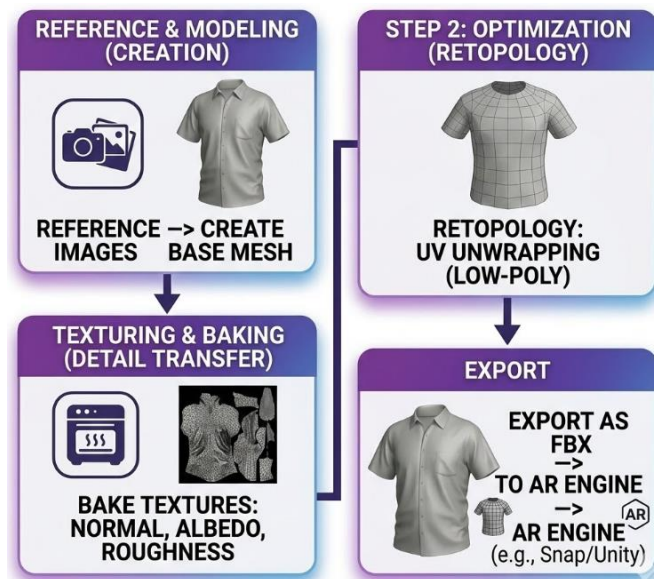 REFERENCE & MODELING
(CREATION)
REFERENCE –> CREATE
IMAGES BASE MESH
TEXTURING & BAKING
(DETAIL TRANSFER)
BAKE TEXTURES:
NORMAL, ALBEDO,
ROUGHNESS
STEP 2: OPTIMIZATION
(RETOPOLOGY)
RETOPOLOGY:
UV UNWRAPPING
(LOW-POLY)
EXPORT
EXPORT AS
FBX
–>
TO AR ENGINE
–>
AR ENGINE
AR
(e.g., Snap/Unity)